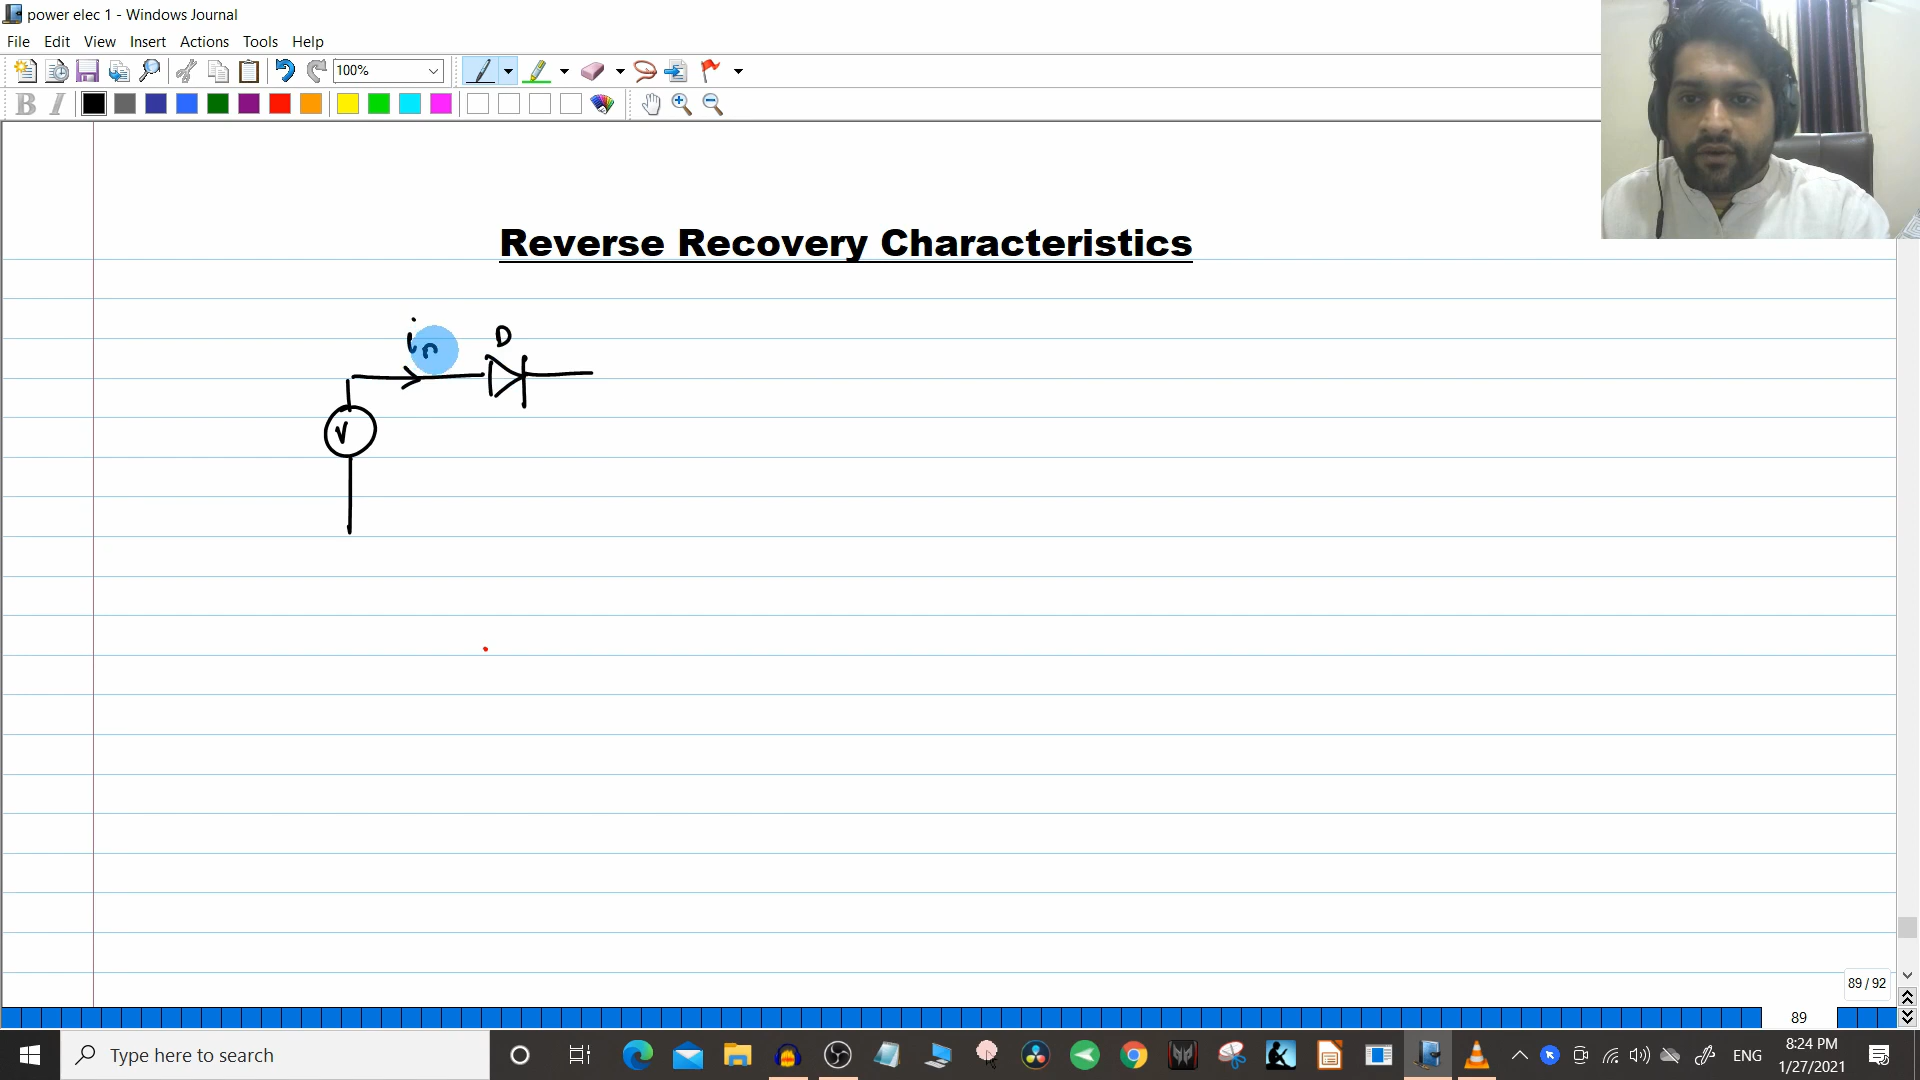 power elec 1 - Windows Journal
File Edit View Insert Actions Tools Help
100%
B I
Reverse Recovery Characteristics
D
V
89 / 92
89
Type here to search
ENG
8:24 PM
1/27/2021